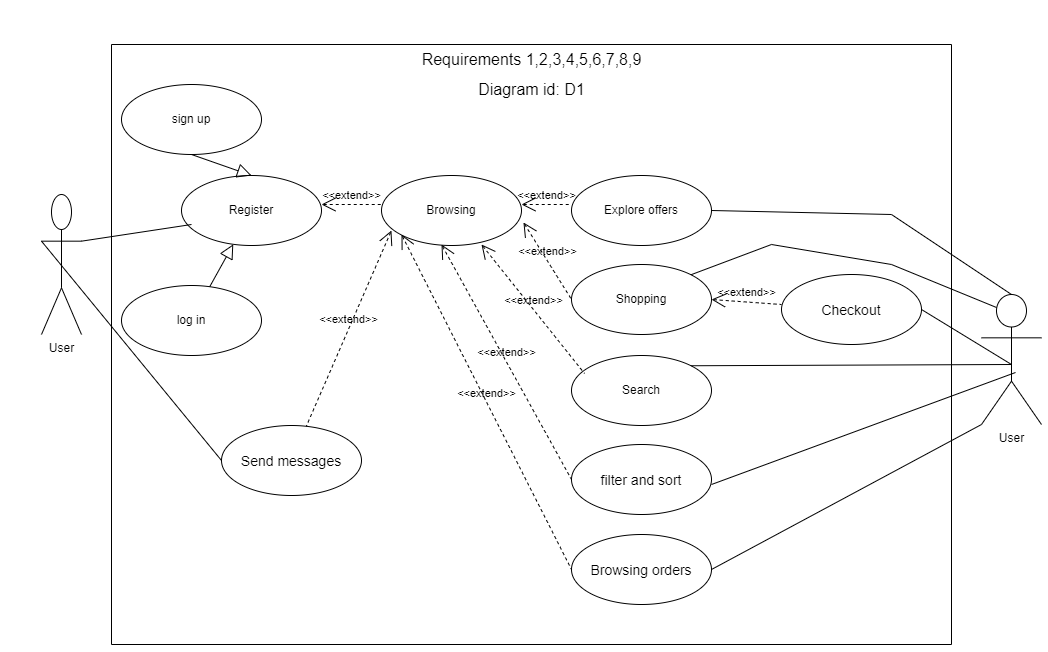 Requirements 1,2,3,4,5,6,7,8,9
Diagram id: D1
sign up
Register
<<extend>>
Browsing
<<extend>>
Explore offers
<<extend>>
Shopping
<<extend>>
Checkout
<<extend>>
log in
<<extend>>
User
<<extend>>
Search
<<extend>>
User
Send messages
filter and sort
Browsing orders